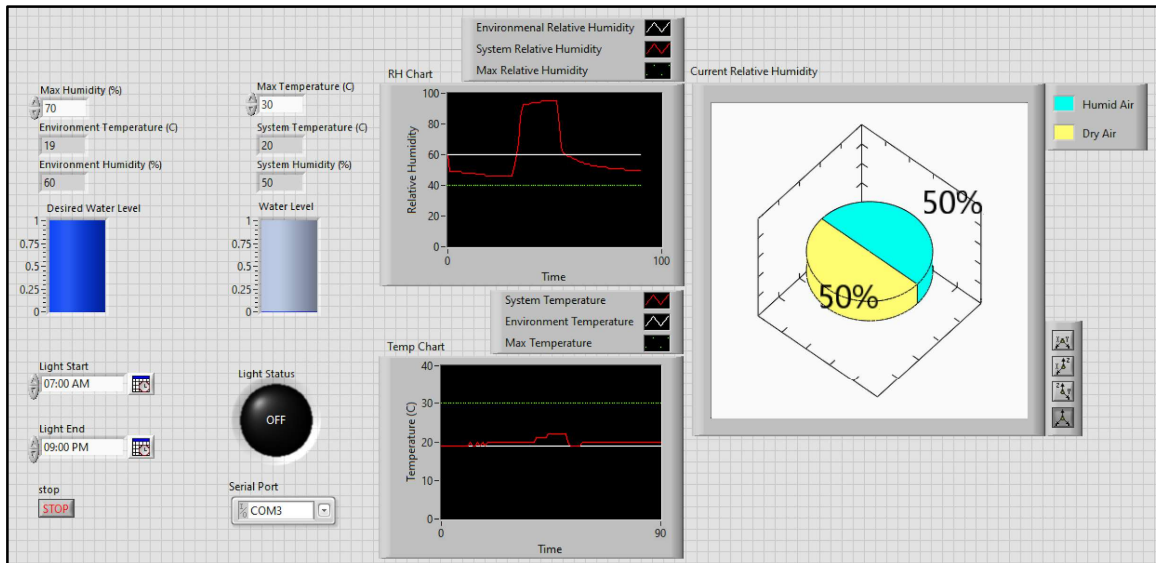 Environmenal Relative Humidity
System Relative Humidity
Max Relative Humidity
RH Chart
Current Relative Humidity
Max Humidity (%)
70
Max Temperature (C)
30
Environment Temperature (C)
19
System Temperature (C)
20
Environment Humidity (%)
60
System Humidity (%)
50
Desired Water Level
1
0.75
0.5
0.25
0
Water Level
1
0.75
0.5
0.25
0
Relative Humidity
100
80
60
40
20
0
0
100
Time
Humid Air
Dry Air
50%
50%
System Temperature
Environment Temperature
Max Temperature
Temp Chart
Temperature (C)
40
30
20
10
0
0
90
Time
Light Start
07:00 AM
Light End
09:00 PM
Light Status
OFF
stop
STOP
Serial Port
COM3